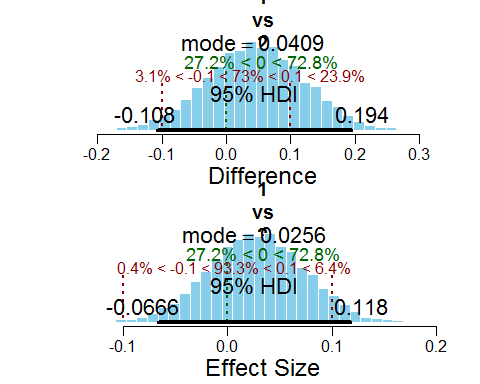 1
vs
2
mode = 0.0409
27.2% < 0 < 72.8%
3.1% < -0.1 < 73% < 0.1 < 23.9%
95% HDI
-0.108 0.194
-0.2 -0.1 0.0 0.1 0.2 0.3
Difference
1
vs
mode = 0.0256
27.2% < 0 < 72.8%
0.4% < -0.1 < 93.3% < 0.1 < 6.4%
95% HDI
-0.0666 0.118
-0.1 0.0 0.1 0.2
Effect Size